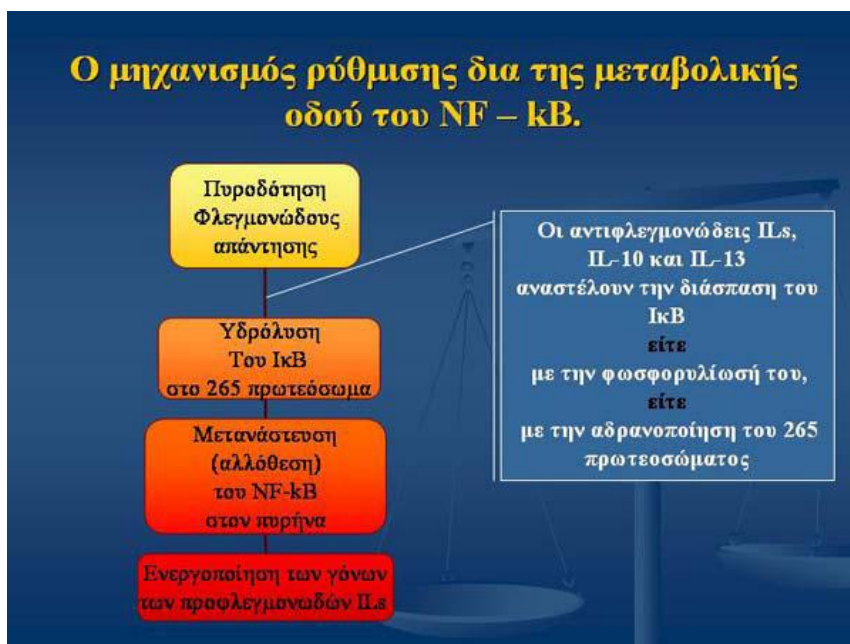 Ο μηχανισμός ρύθμισης δια της μεταβολικής
οδού του NF – kB.
Πυροδότηση
Φλεγμονώδους
απάντησης
Υδρόλυση
Του ΙκΒ
στο 265 πρωτεόσωμα
Μετανάστευση
(αλλόθεση)
του NF-kB
στον πυρήνα
Ενεργοποίηση των γόνων
των προφλεγμονωδών ILs
Οι αντιφλεγμονώδεις ILs,
IL-10 και IL-13
αναστέλουν την διάσπαση του
ΙκΒ
είτε
με την φωσφορυλίωσή του,
είτε
με την αδρανοποίηση του 265
πρωτεοσώματος